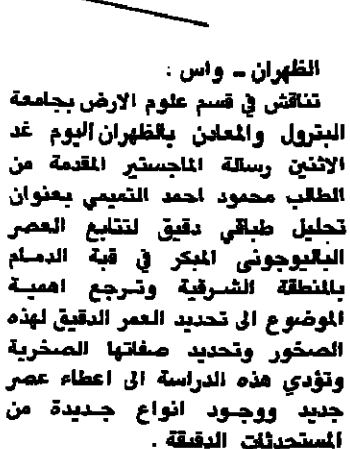 الظهران ـ واس :
تناقش في قسم علوم الارض بجامعة
البترول والمعادن بالظهران اليوم غد
الاثنين رسالة الماجستير المقدمة من
الطالب محمود احمد التميمي بعنوان
تحليل طباقي دقيق لتتابع العصر
الباليوجونى المبكر في قبة الدمام
بالمنطقة الشرقية وترجع اهمية
الموضوع الى تحديد العمر الدقيق لهذه
الصخور وتحديد صفاتها الصخرية
وتؤدي هذه الدراسة الى اعطاء عصر
جديد ووجود انواع جديدة من
المستحدثات الدقيقة .